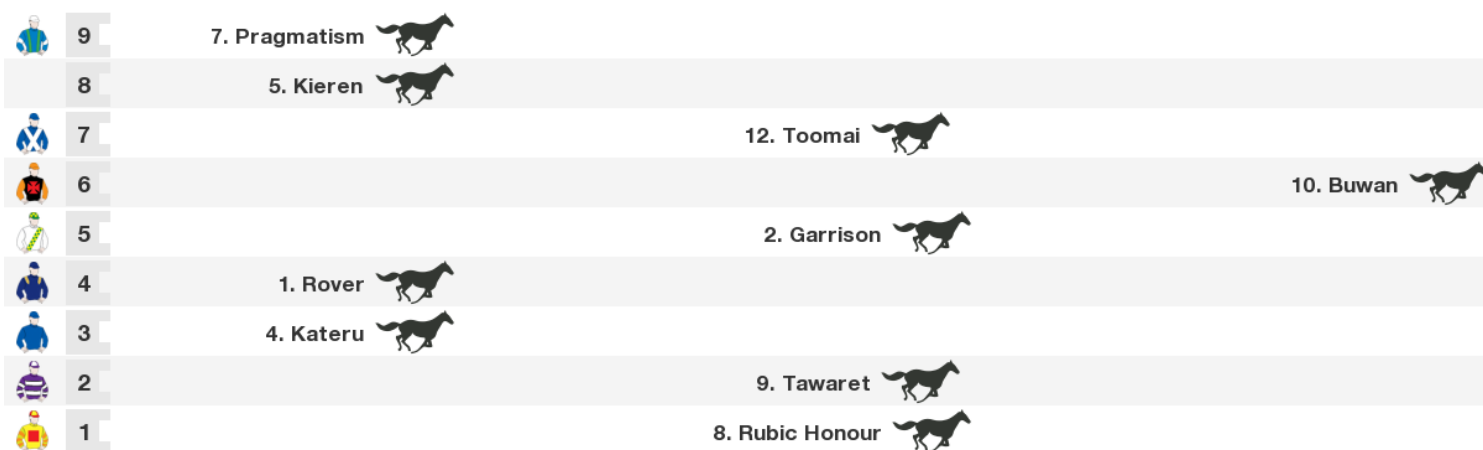 9 7. Pragmatism
8 5. Kieren
7 12. Toomai
6 10. Buwan
5 2. Garrison
4 1. Rover
3 4. Kateru
2 9. Tawaret
1 8. Rubic Honour